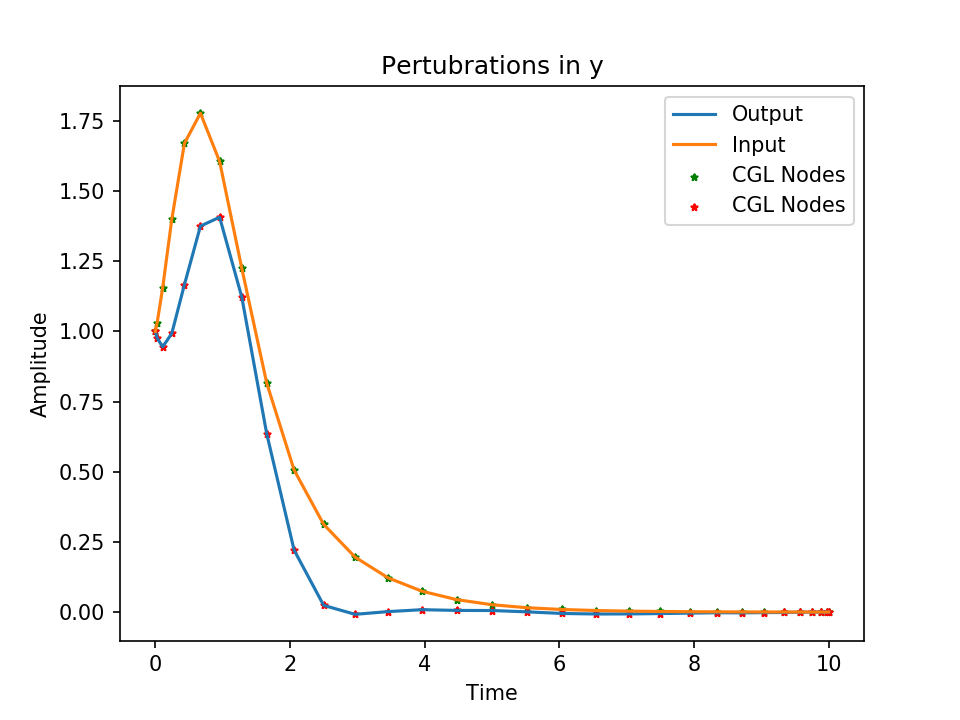 Pertubrations in y
Output
Input
CGL Nodes
CGL Nodes
Amplitude
1.75
1.50
1.25
1.00
0.75
0.50
0.25
0.00
0 2 4 6 8 10
Time